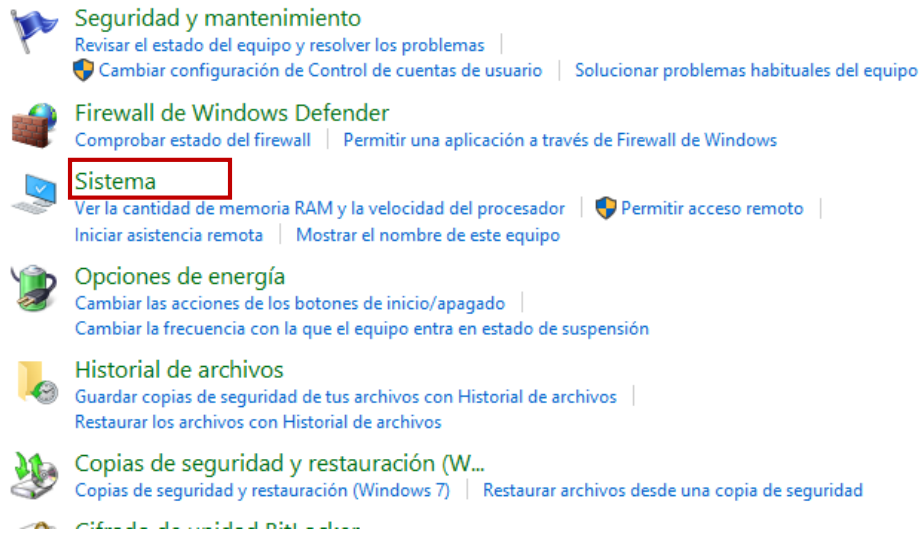 Seguridad y mantenimiento
Revisar el estado del equipo y resolver los problemas
Cambiar configuración de Control de cuentas de usuario Solucionar problemas habituales del equipo
Firewall de Windows Defender
Comprobar estado del firewall Permitir una aplicación a través de Firewall de Windows
Sistema
Ver la cantidad de memoria RAM y la velocidad del procesador Permitir acceso remoto
Iniciar asistencia remota Mostrar el nombre de este equipo
Opciones de energía
Cambiar las acciones de los botones de inicio/apagado
Cambiar la frecuencia con la que el equipo entra en estado de suspensión
Historial de archivos
Guardar copias de seguridad de tus archivos con Historial de archivos
Restaurar los archivos con Historial de archivos
Copias de seguridad y restauración (W...
Copias de seguridad y restauración (Windows 7) Restaurar archivos desde una copia de seguridad
Cifrado de unidad BitLocker